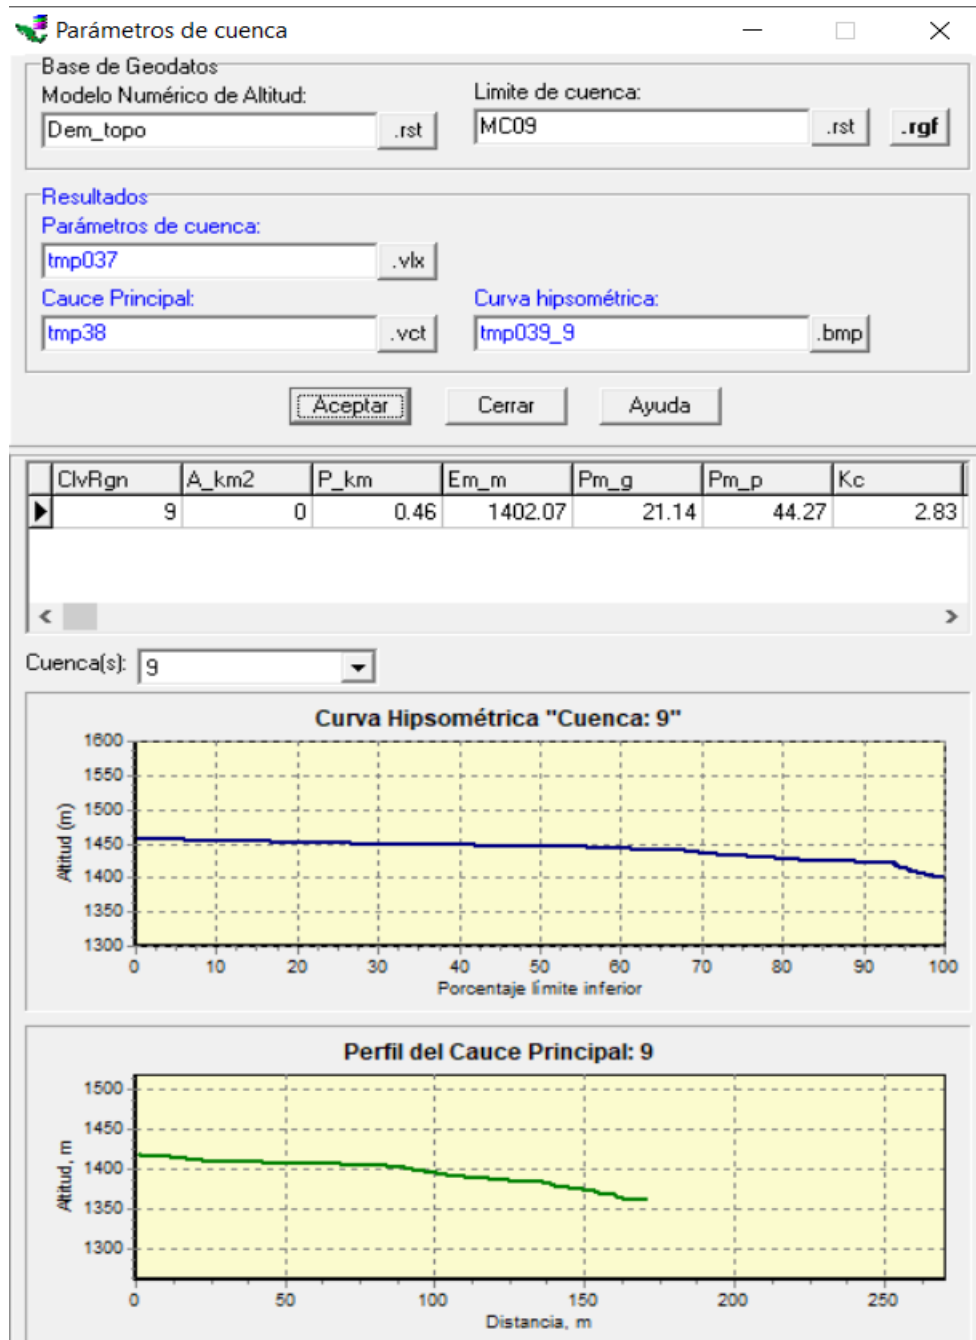 Parámetros de cuenca
Base de Geodatos
Modelo Numérico de Altitud:
Limite de cuenca:
Dem_topo
.rst
MC09
.rst
.rgf
Resultados
Parámetros de cuenca:
tmp037
.vlx
Cauce Principal:
Curva hipsométrica:
tmp38
.vct
tmp039_9
.bmp
Aceptar
Cerrar
Ayuda
ClvRgn A_km2 P_km Em_m Pm_g Pm_p Kc
9 0 0.46 1402.07 21.14 44.27 2.83
Cuenca(s):
9
Curva Hipsométrica "Cuenca: 9"
1600
1550
1500
1450
1400
1350
1300
Altitud (m)
0 10 20 30 40 50 60 70 80 90 100
Porcentaje límite inferior
Perfil del Cauce Principal: 9
1500
1450
1400
1350
1300
Altitud, m
0 50 100 150 200 250
Distancia, m